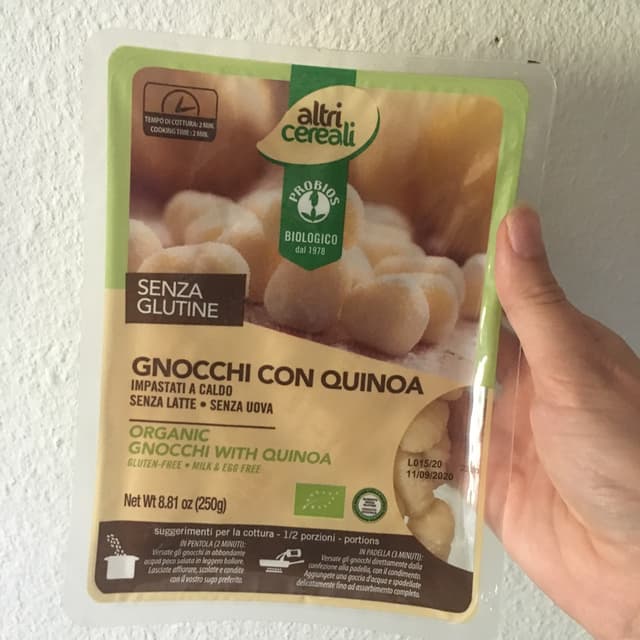 TEMPO DI COTTURA: 2 MIN.
COOKING TIME: 2 MIN.
altri
cereali
PROBIOS
BIOLOGICO
dal 1978
SENZA
GLUTINE
GNOCCHI CON QUINOA
IMPASTATI A CALDO
SENZA LATTE • SENZA UOVA
ORGANIC
GNOCCHI WITH QUINOA
GLUTEN-FREE • MILK & EGG FREE
L015/20
11/09/2020
Net Wt 8.81 oz (250g)
suggerimenti per la cottura - 1/2 porzioni - portions
IN PENTOLA (2 MINUTI):
Versate gli gnocchi in abbondante
acqua poco salata in leggero bollore.
Lasciate affiorare, scolate e condite
con il vostro sugo preferito.
IN PADELLA (3 MINUTI):
Versate gli gnocchi direttamente dalla
confezione alla padella, con il condimento.
Aggiungete una goccia d'acqua e spadellate
delicatamente fino ad assorbimento completo.